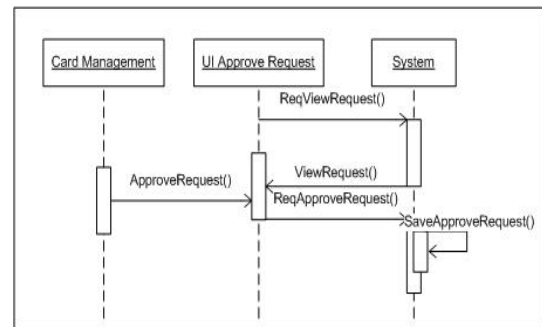 Card Management
UI Approve Request
System
ReqViewRequest()
ViewRequest()
ApproveRequest()
ReqApproveRequest()
SaveApproveRequest()